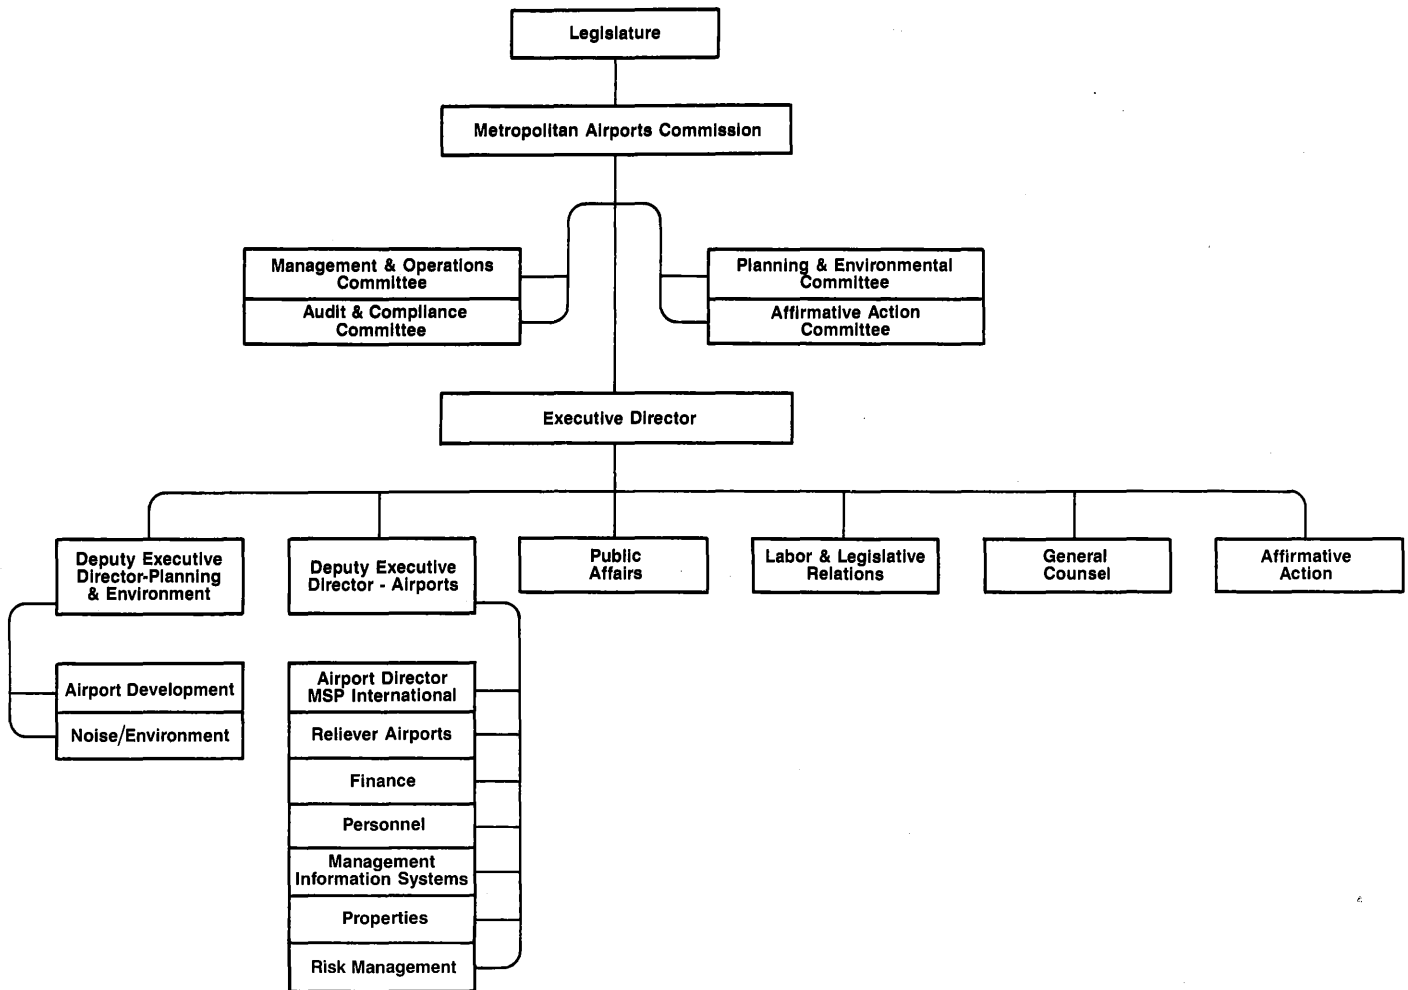 Legislature
Metropolitan Airports Commission
Management & Operations
Committee
Audit & Compliance
Committee
Planning & Environmental
Committee
Affirmative Action
Committee
Executive Director
Deputy Executive
Director-Planning
& Environment
Deputy Executive
Director - Airports
Public
Affairs
Labor & Legislative
Relations
General
Counsel
Affirmative
Action
Airport Development
Noise/Environment
Airport Director
MSP International
Reliever Airports
Finance
Personnel
Management
Information Systems
Properties
Risk Management